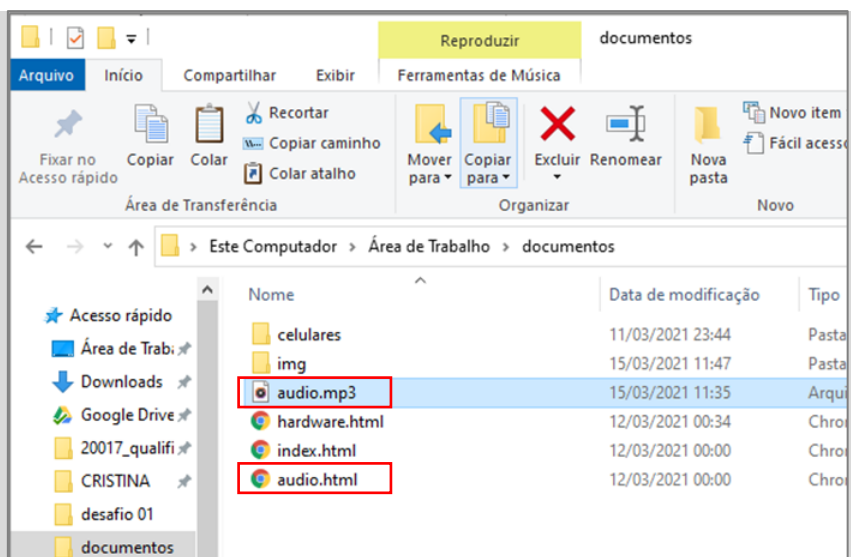 Reproduzir documentos
Arquivo Início Compartilhar Exibir Ferramentas de Música
Fixar no Acesso rápido
Copiar
Colar
Recortar
Copiar caminho
Colar atalho
Mover para
Copiar para
Excluir
Renomear
Nova pasta
Novo item
Fácil acesso
Área de Transferência Organizar Novo
Este Computador > Área de Trabalho > documentos
Acesso rápido
Área de Traba
Downloads
Google Drive
20017_qualifi
CRISTINA
desafio 01
documentos
Nome Data de modificação Tipo
celulares 11/03/2021 23:44 Pasta
img 15/03/2021 11:47 Pasta
audio.mp3 15/03/2021 11:35 Arqui
hardware.html 12/03/2021 00:34 Chro
index.html 12/03/2021 00:00 Chro
audio.html 12/03/2021 00:00 Chro